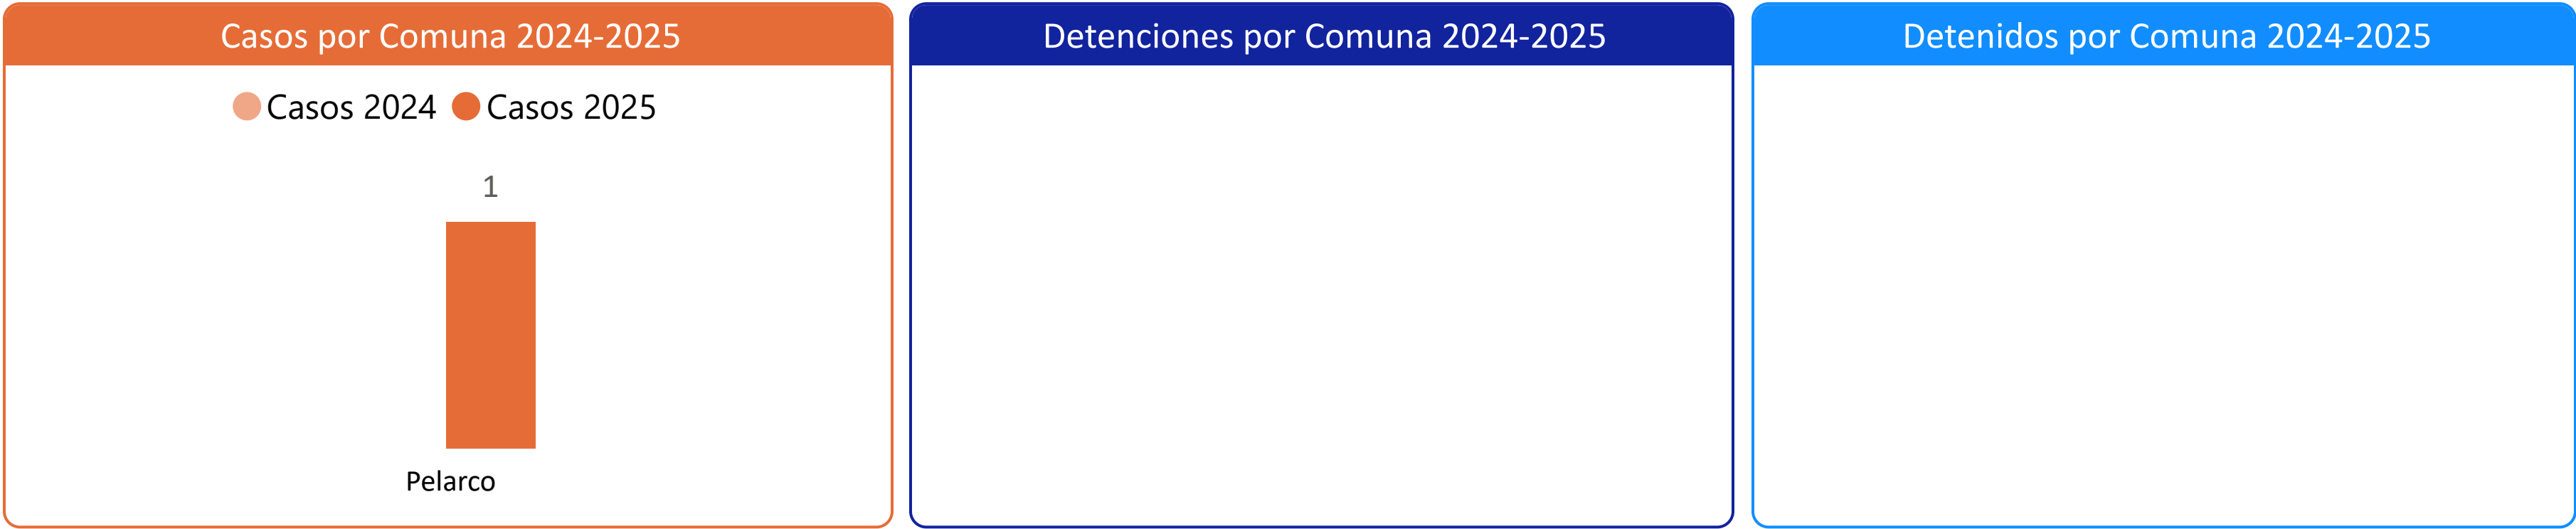 Casos por Comuna 2024-2025
Casos 2024 Casos 2025
1
Pelarco
Detenciones por Comuna 2024-2025
Detenidos por Comuna 2024-2025